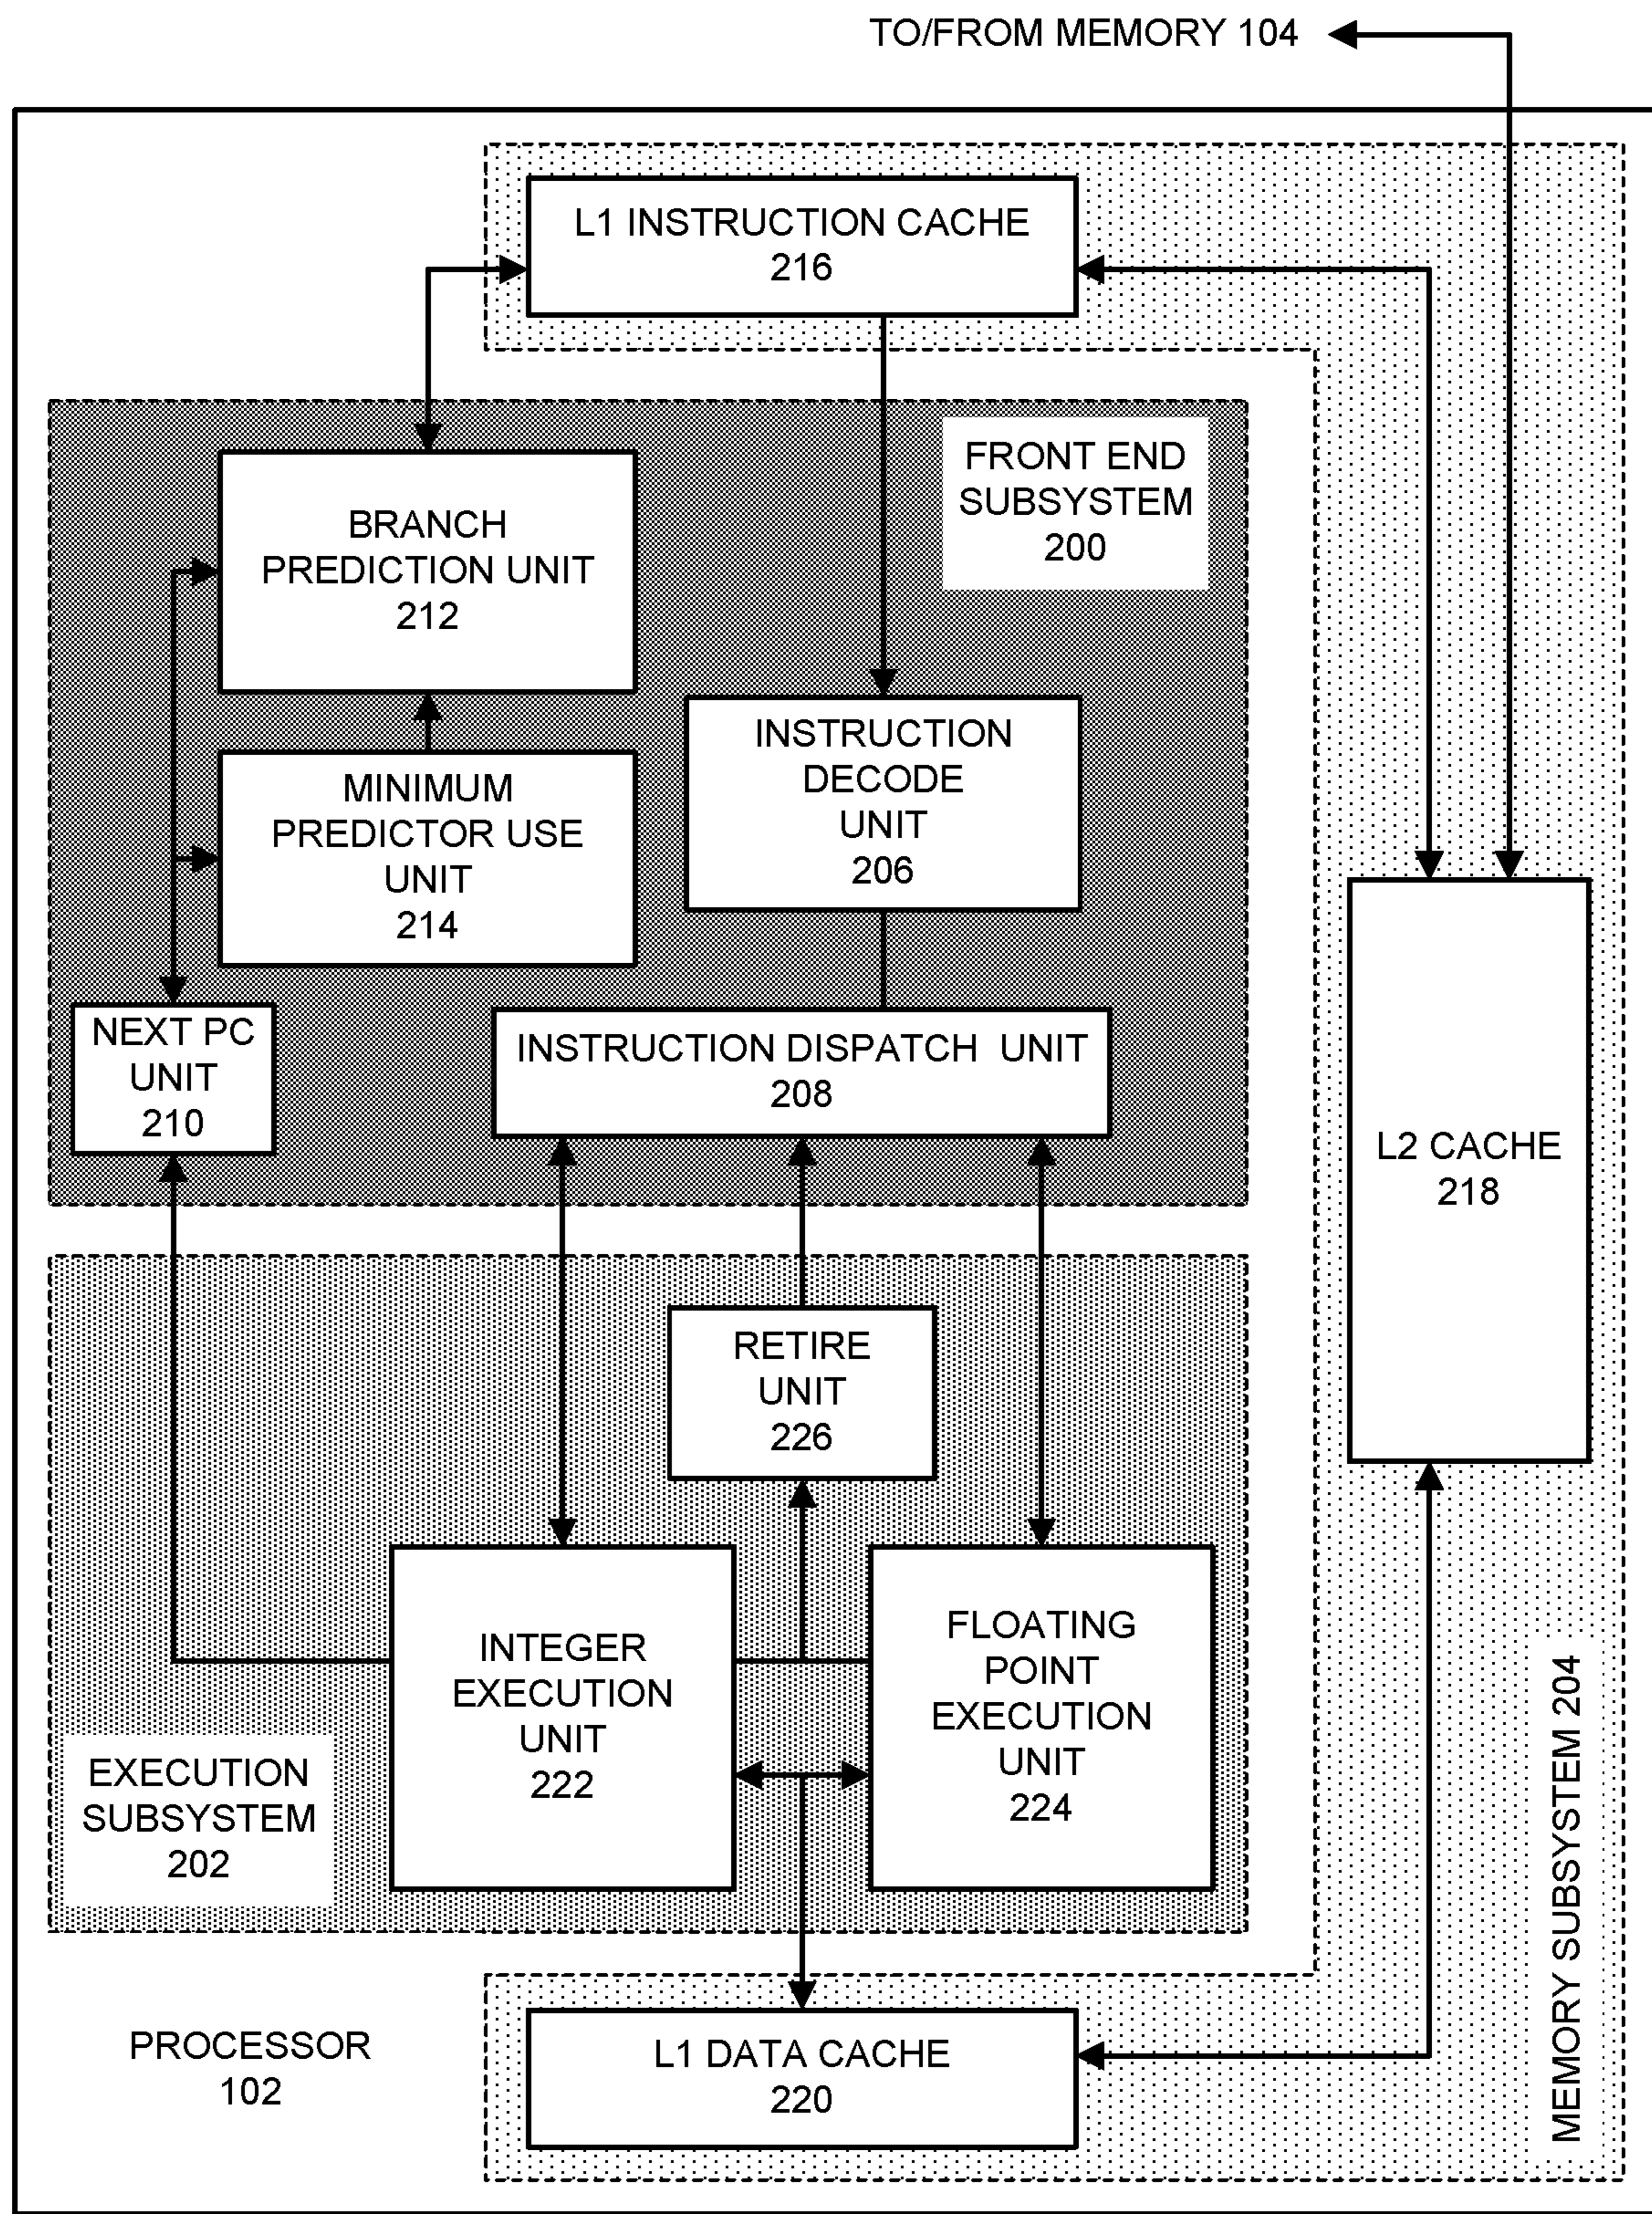 TO/FROM MEMORY 104
L1 INSTRUCTION CACHE
216
FRONT END
SUBSYSTEM
200
BRANCH
PREDICTION UNIT
212
INSTRUCTION
DECODE
UNIT
206
MINIMUM
PREDICTOR USE
UNIT
214
NEXT PC
UNIT
210
INSTRUCTION DISPATCH UNIT
208
L2 CACHE
218
RETIRE
UNIT
226
INTEGER
EXECUTION
UNIT
222
FLOATING
POINT
EXECUTION
UNIT
224
EXECUTION
SUBSYSTEM
202
MEMORY SUBSYSTEM 204
PROCESSOR
102
L1 DATA CACHE
220